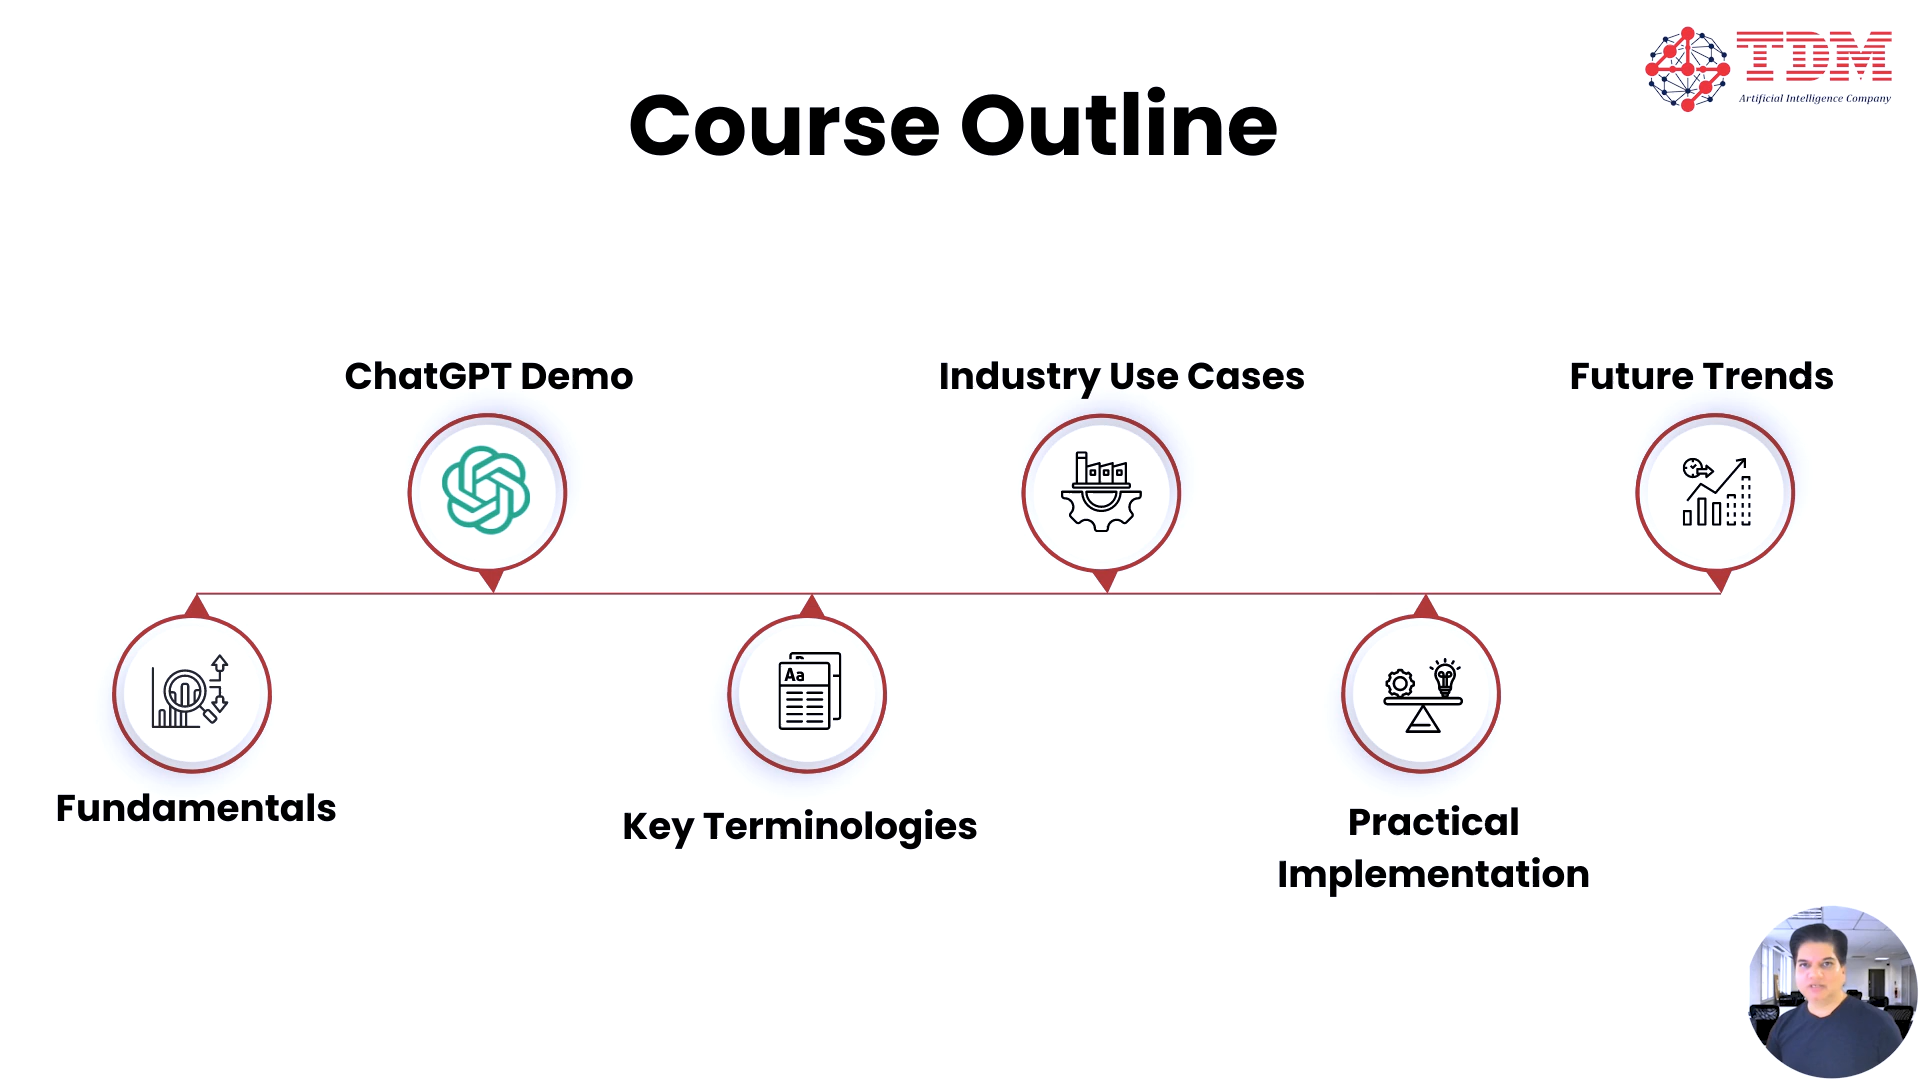 TDM
Artificial Intelligence Company
Course Outline
ChatGPT Demo
Industry Use Cases
Future Trends
Aa
Fundamentals
Key Terminologies
Practical
Implementation